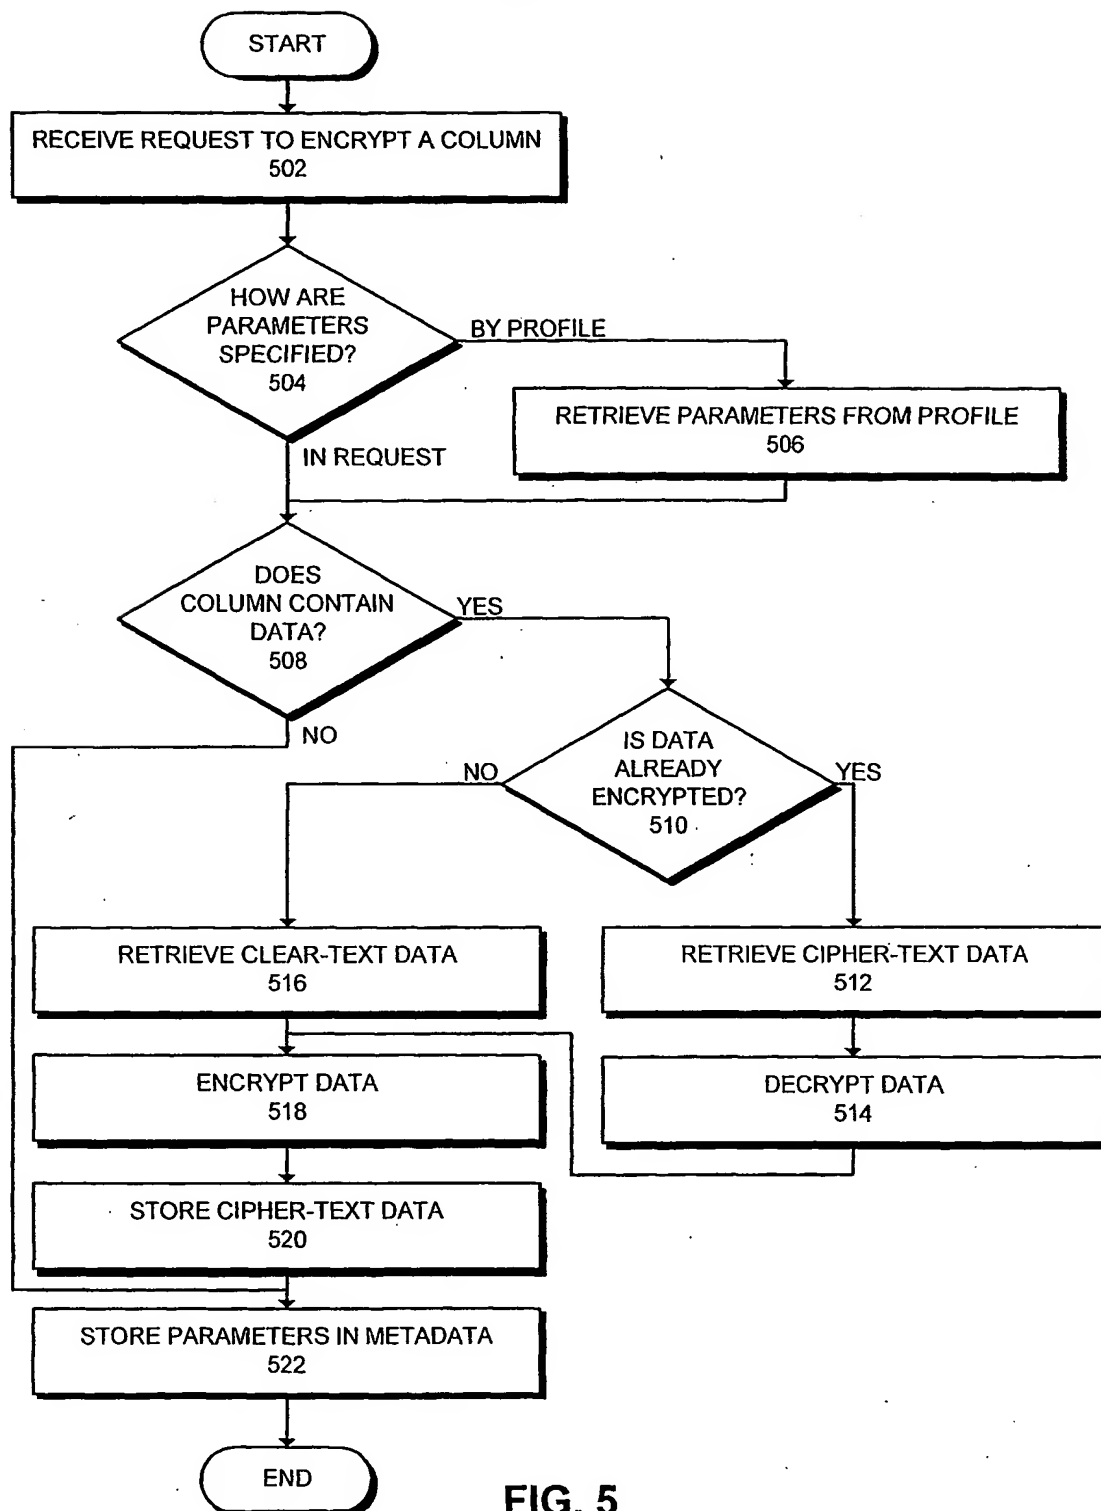 START
RECEIVE REQUEST TO ENCRYPT A COLUMN
502
HOW ARE
PARAMETERS
SPECIFIED?
504
BY PROFILE
RETRIEVE PARAMETERS FROM PROFILE
506
IN REQUEST
DOES
COLUMN CONTAIN
DATA?
508
YES
NO
IS DATA
ALREADY
ENCRYPTED?
510
NO
YES
RETRIEVE CLEAR-TEXT DATA
516
RETRIEVE CIPHER-TEXT DATA
512
ENCRYPT DATA
518
DECRYPT DATA
514
STORE CIPHER-TEXT DATA
520
STORE PARAMETERS IN METADATA
522
END
FIG. 5